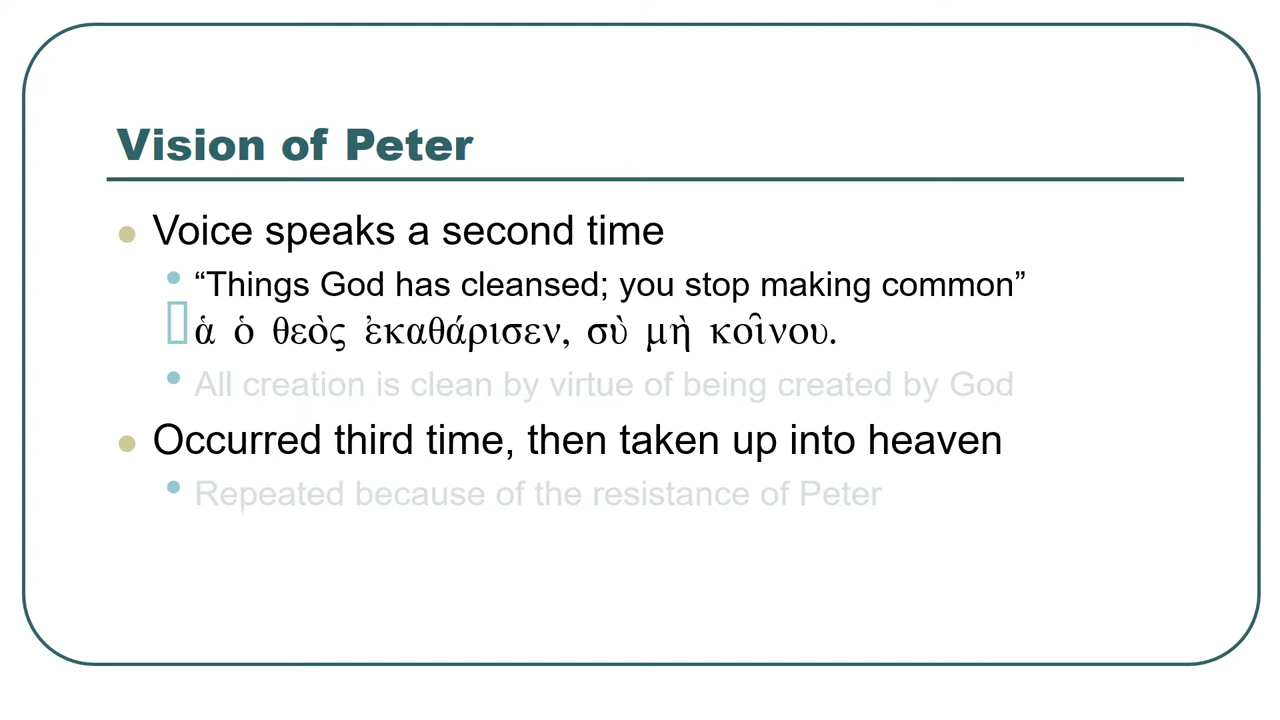 Vision of Peter
Voice speaks a second time
“Things God has cleansed; you stop making common”
ἁ ὁ θεὸς ἐκαθάρισεν, σὺ μὴ κοῖνου.
All creation is clean by virtue of being created by God
Occurred third time, then taken up into heaven
Repeated because of the resistance of Peter